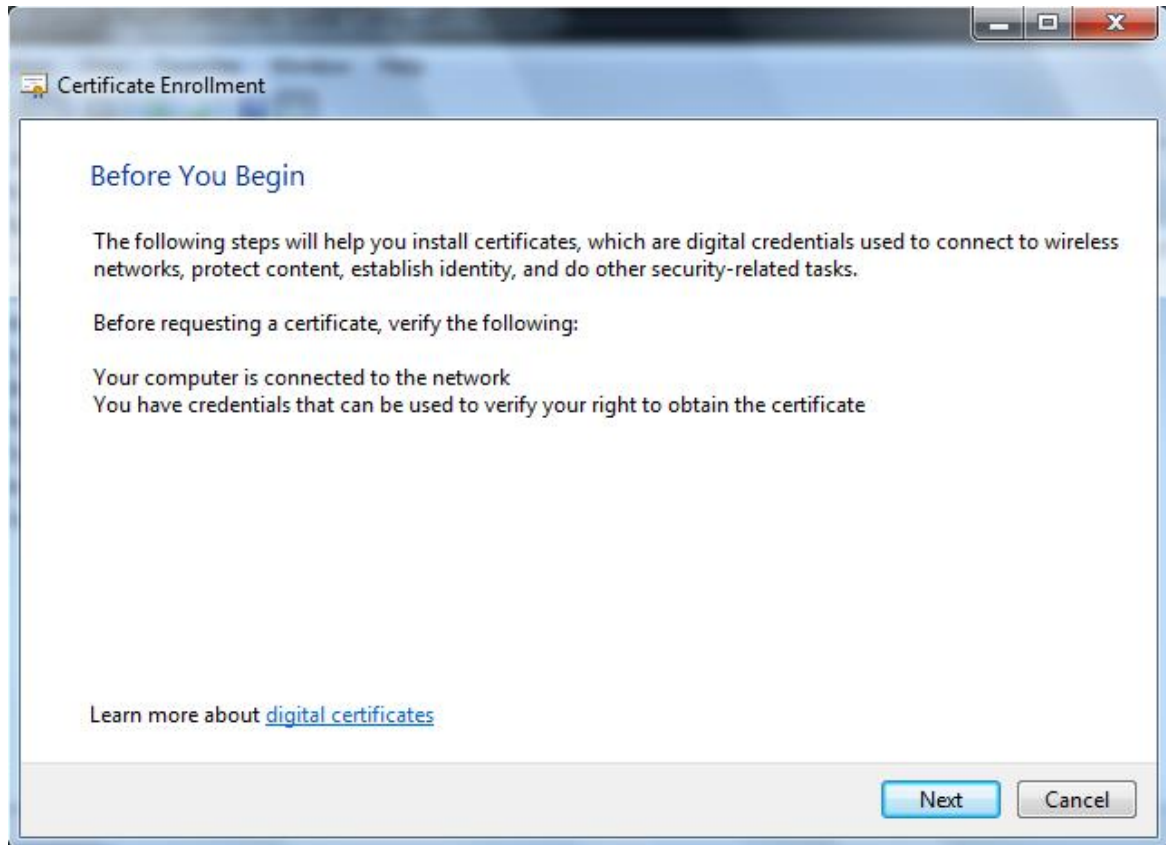 Certificate Enrollment
Before You Begin
The following steps will help you install certificates, which are digital credentials used to connect to wireless
networks, protect content, establish identity, and do other security-related tasks.
Before requesting a certificate, verify the following:
Your computer is connected to the network
You have credentials that can be used to verify your right to obtain the certificate
Learn more about digital certificates
Next Cancel